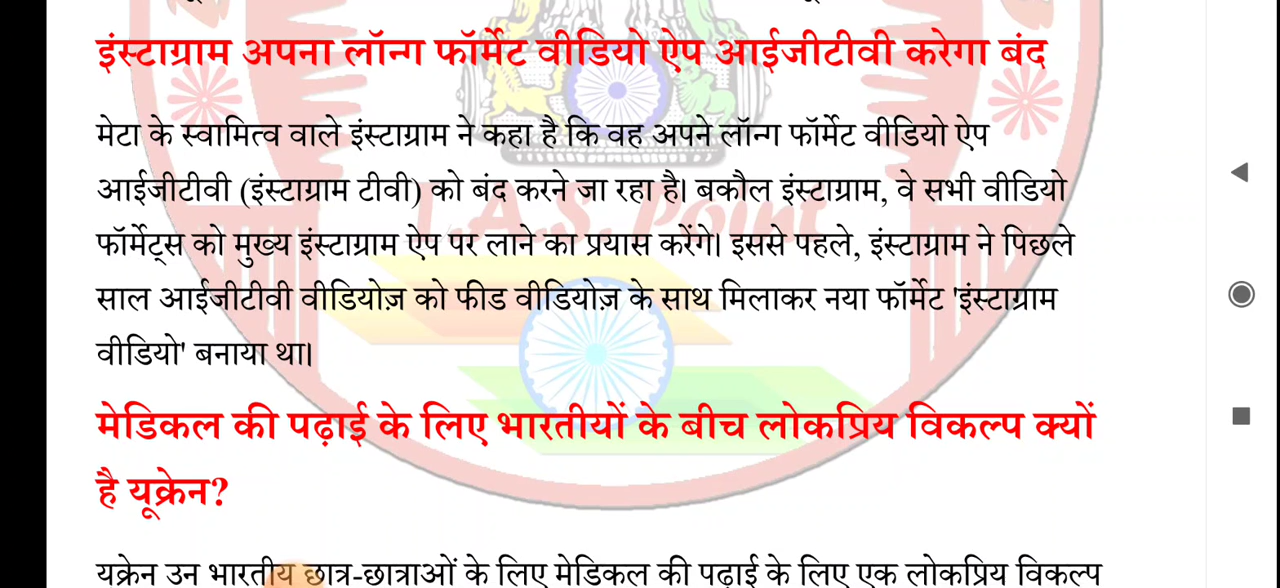 इंस्टाग्राम अपना लॉन्ग फॉर्मेट वीडियो ऐप आईजीटीवी करेगा बंद
मेटा के स्वामित्व वाले इंस्टाग्राम ने कहा है कि वह अपने लॉन्ग फॉर्मेट वीडियो ऐप
आईजीटीवी (इंस्टाग्राम टीवी) को बंद करने जा रहा है। बकौल इंस्टाग्राम, वे सभी वीडियो
I.A.S. Point
फॉर्मेट्स को मुख्य इंस्टाग्राम ऐप पर लाने का प्रयास करेंगे। इससे पहले, इंस्टाग्राम ने पिछले
साल आईजीटीवी वीडियोज़ को फीड वीडियोज़ के साथ मिलाकर नया फॉर्मेट 'इंस्टाग्राम
वीडियो' बनाया था।
मेडिकल की पढ़ाई के लिए भारतीयों के बीच लोकप्रिय विकल्प क्यों
है यूक्रेन?
यूक्रेन उन भारतीय छात्र-छात्राओं के लिए मेडिकल की पढ़ाई के लिए एक लोकप्रिय विकल्प